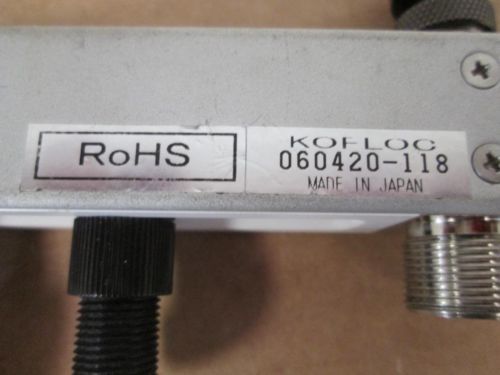 RoHS
KOFLOC
060420-118
MADE IN JAPAN